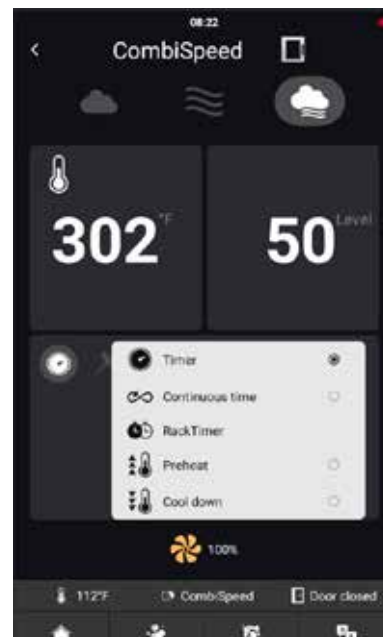 08:22
CombiSpeed
302 °F
50 Level
Timer
Continuous time
RackTimer
Preheat
Cool down
100%
112°F CombiSpeed Door closed